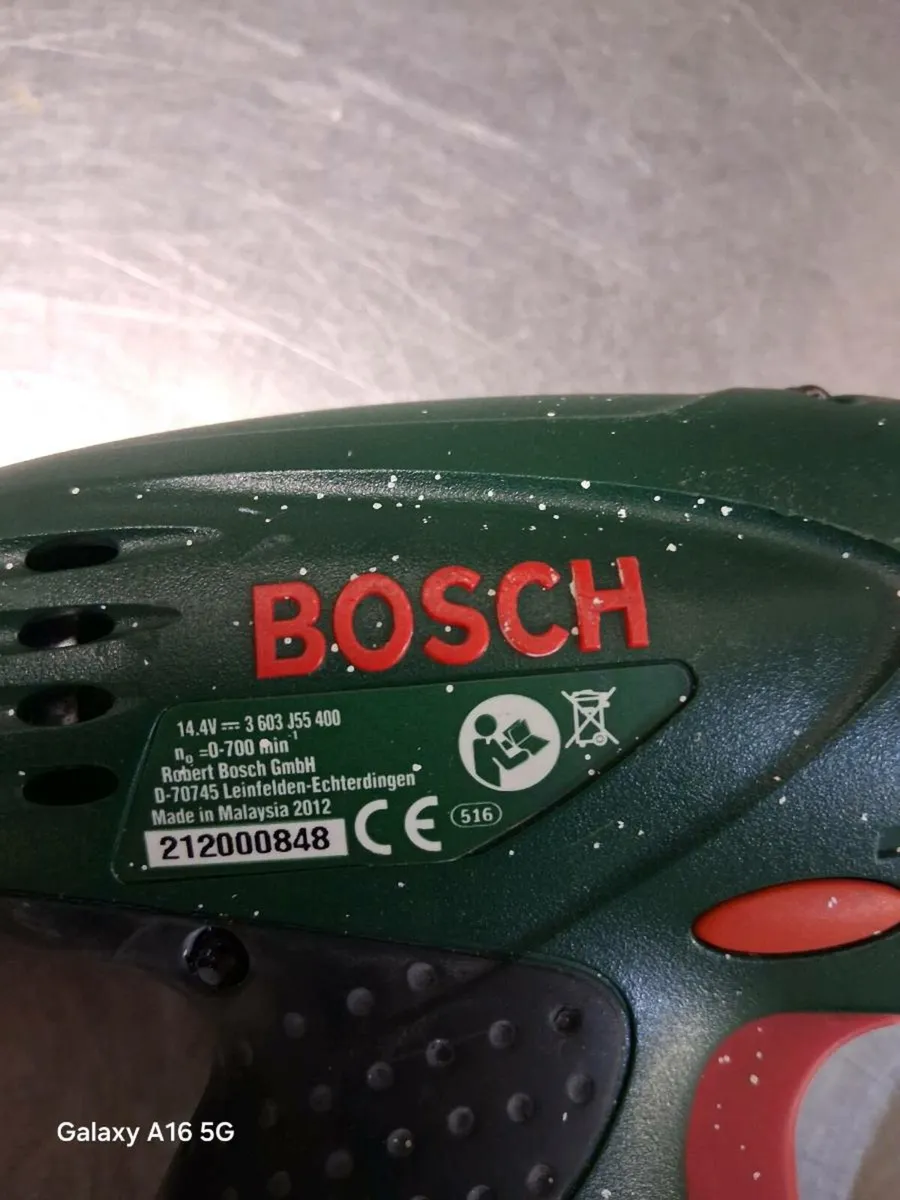 BOSCH
14.4V ⎓ 3 603 J55 400
n₀ =0-700 min⁻¹
Robert Bosch GmbH
D-70745 Leinfelden-Echterdingen
Made in Malaysia 2012
212000848
CE
516
Galaxy A16 5G